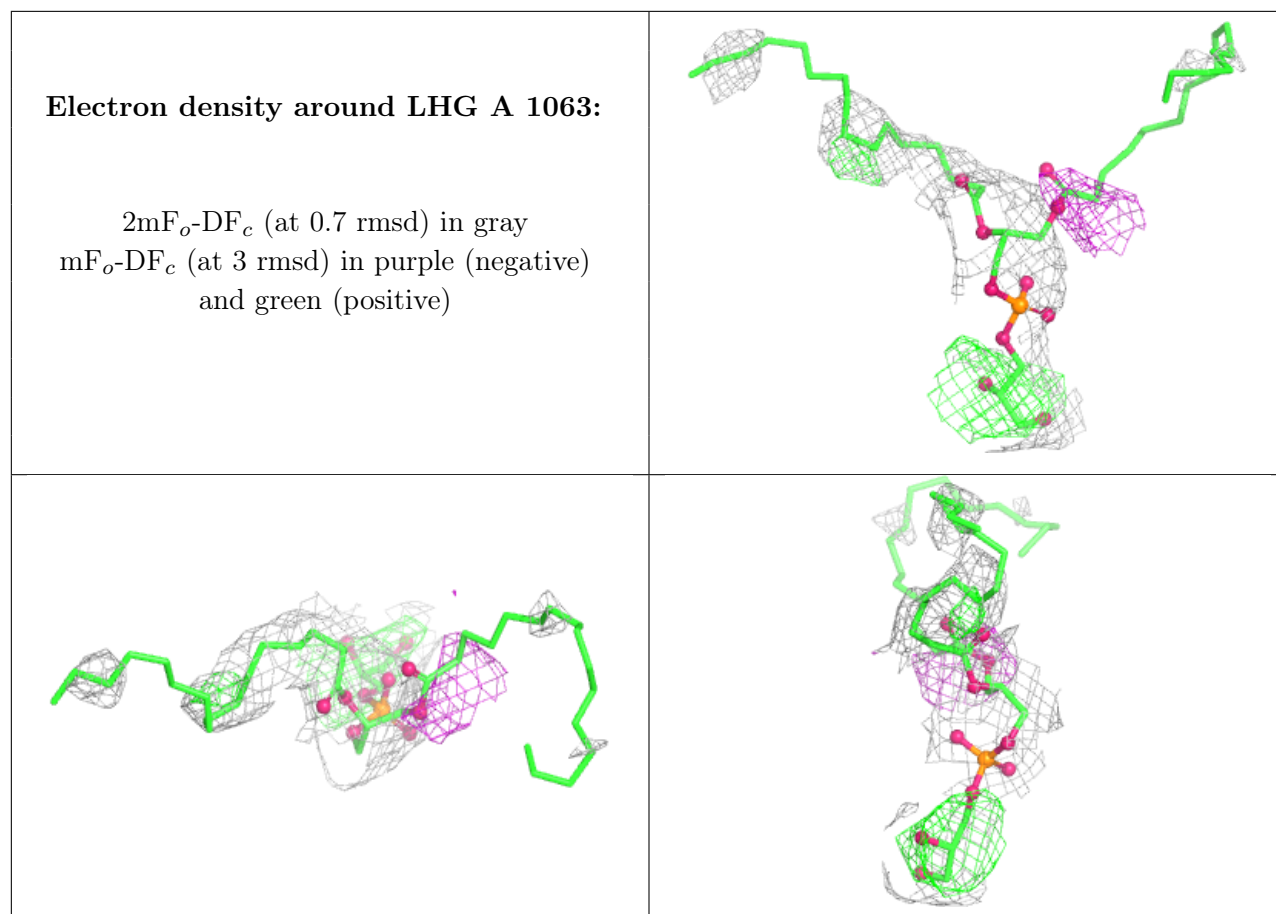 Electron density around LHG A 1063:
2mFo-DFc (at 0.7 rmsd) in gray
mFo-DFc (at 3 rmsd) in purple (negative)
and green (positive)